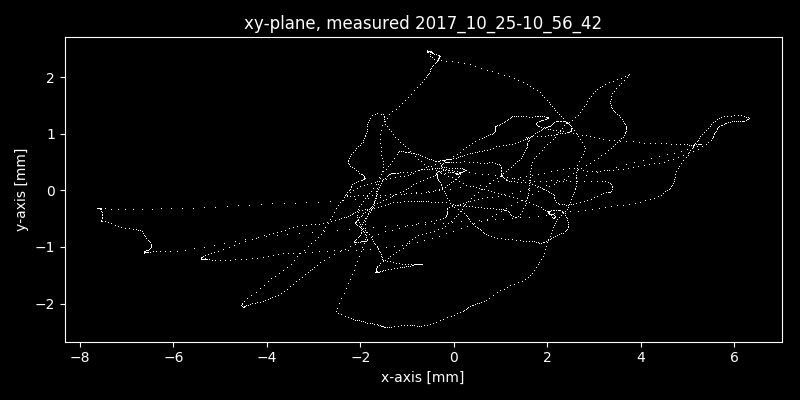 xy-plane, measured 2017_10_25-10_56_42
y-axis [mm]
2
1
0
−1
−2
−8 −6 −4 −2 0 2 4 6
x-axis [mm]